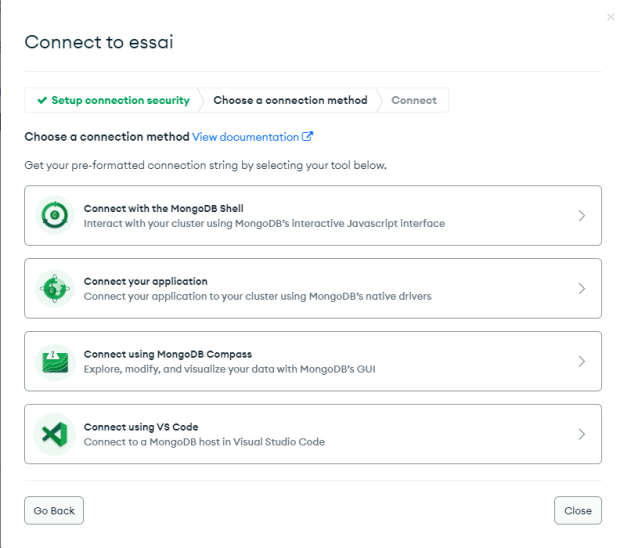 Connect to essai
Setup connection security
Choose a connection method
Connect
Choose a connection method View documentation
Get your pre-formatted connection string by selecting your tool below.
Connect with the MongoDB Shell
Interact with your cluster using MongoDB's interactive Javascript interface
Connect your application
Connect your application to your cluster using MongoDB's native drivers
Connect using MongoDB Compass
Explore, modify, and visualize your data with MongoDB's GUI
Connect using VS Code
Connect to a MongoDB host in Visual Studio Code
Go Back
Close